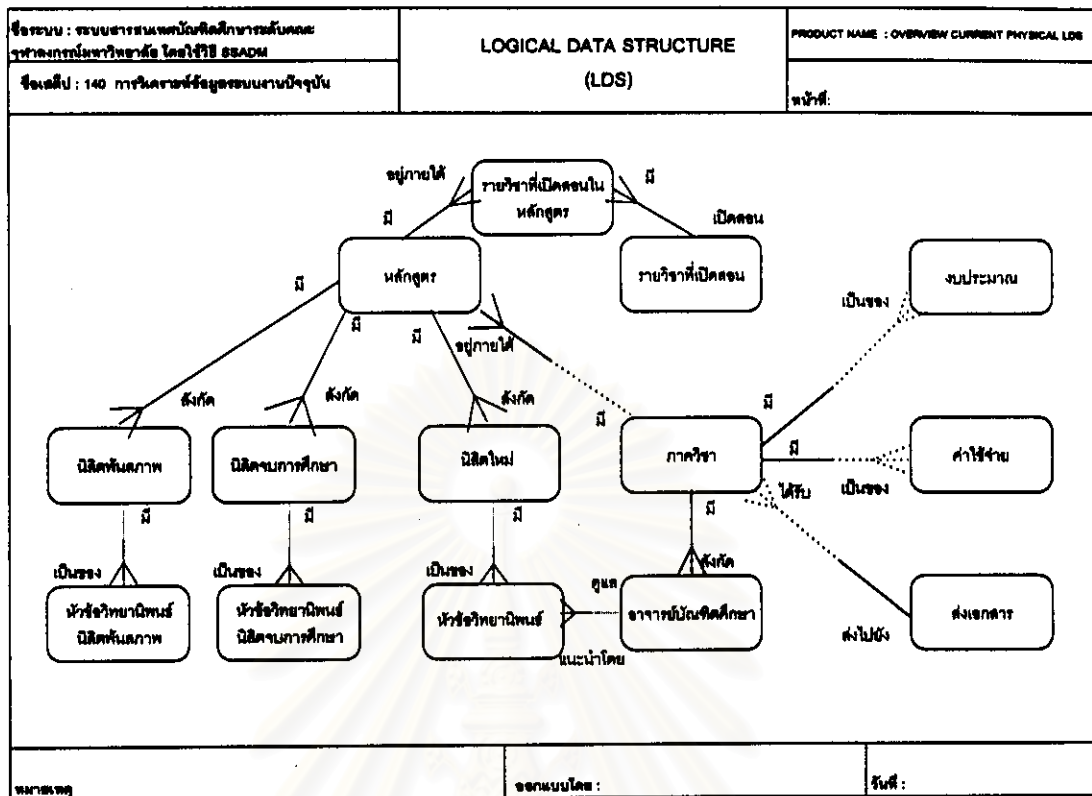 ชื่อระบบ : ระบบสารสนเทศบัณฑิตศึกษาระดับคณะ
จุฬาลงกรณ์มหาวิทยาลัย โดยใช้วิธี SSADM
ชื่อสเต็ป : 140 การวิเคราะห์ข้อมูลระบบงานปัจจุบัน
LOGICAL DATA STRUCTURE
(LDS)
PRODUCT NAME : OVERVIEW CURRENT PHYSICAL LDS
หน้าที่:
อยู่ภายใต้
รายวิชาที่เปิดสอนใน
หลักสูตร
มี
มี
เปิดสอน
หลักสูตร
รายวิชาที่เปิดสอน
งบประมาณ
มี
มี
มี
อยู่ภายใต้
เป็นของ
สังกัด
สังกัด
สังกัด
มี
มี
นิสิตพ้นสภาพ
นิสิตจบการศึกษา
นิสิตใหม่
ภาควิชา
มี
ค่าใช้จ่าย
ได้รับ
เป็นของ
มี
มี
มี
มี
เป็นของ
เป็นของ
เป็นของ
ดูแล
สังกัด
หัวข้อวิทยานิพนธ์
นิสิตพ้นสภาพ
หัวข้อวิทยานิพนธ์
นิสิตจบการศึกษา
หัวข้อวิทยานิพนธ์
อาจารย์บัณฑิตศึกษา
ส่งเอกสาร
ส่งไปยัง
แนะนำโดย
หมายเหตุ
ออกแบบโดย :
วันที่ :